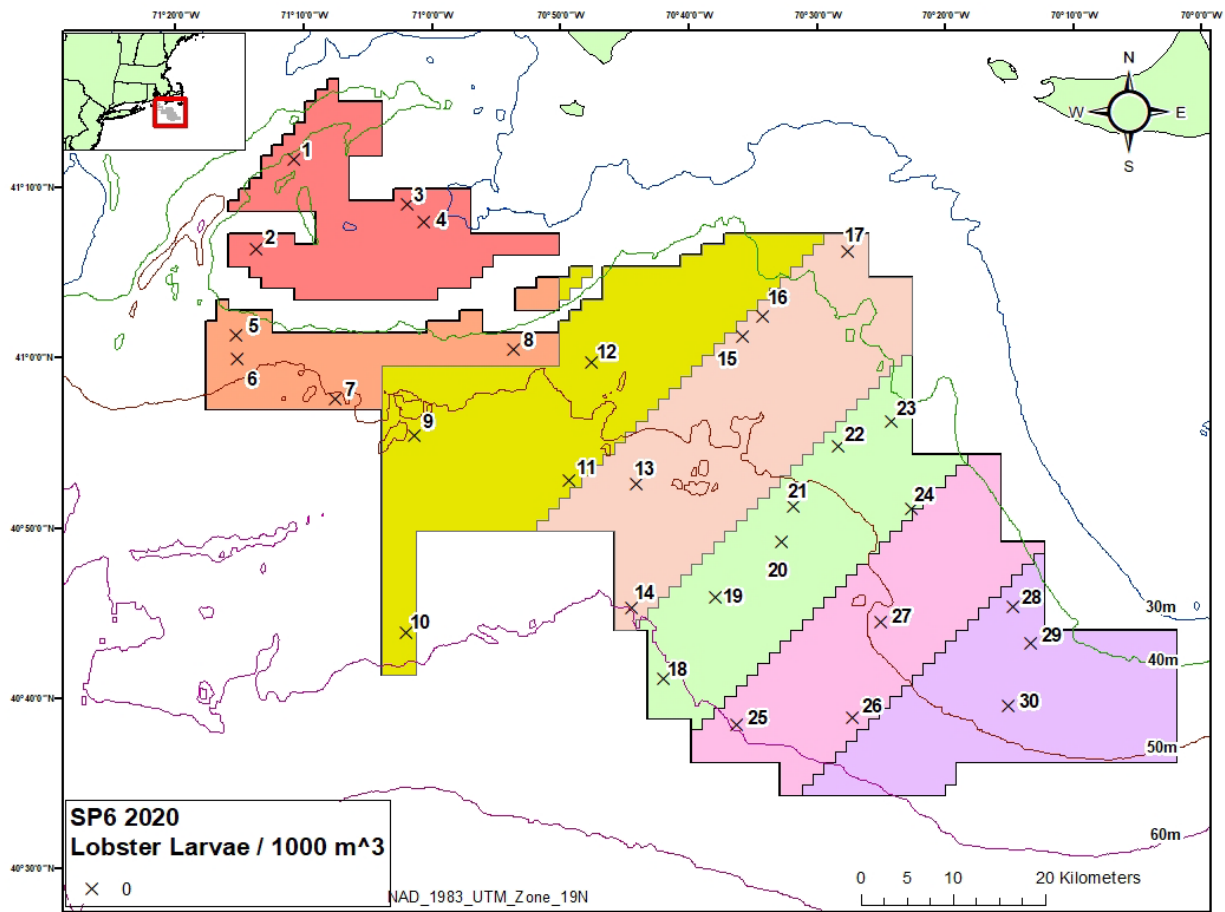 71°20'0"W 71°10'0"W 71°0'0"W 70°50'0"W 70°40'0"W 70°30'0"W 70°20'0"W 70°10'0"W 70°0'0"W
N
W E
S
1
41°10'0"N
3
4
2
17
16
5
15
8
41°0'0"N
12
6
7
9
23
22
11
13
21
24
40°50'0"N
20
14
19
28
30m
27
10
29
40m
18
40°40'0"N
25
26
30
50m
SP6 2020
60m
Lobster Larvae / 1000 m^3
40°30'0"N
0 5 10 20 Kilometers
0
NAD_1983_UTM_Zone_19N